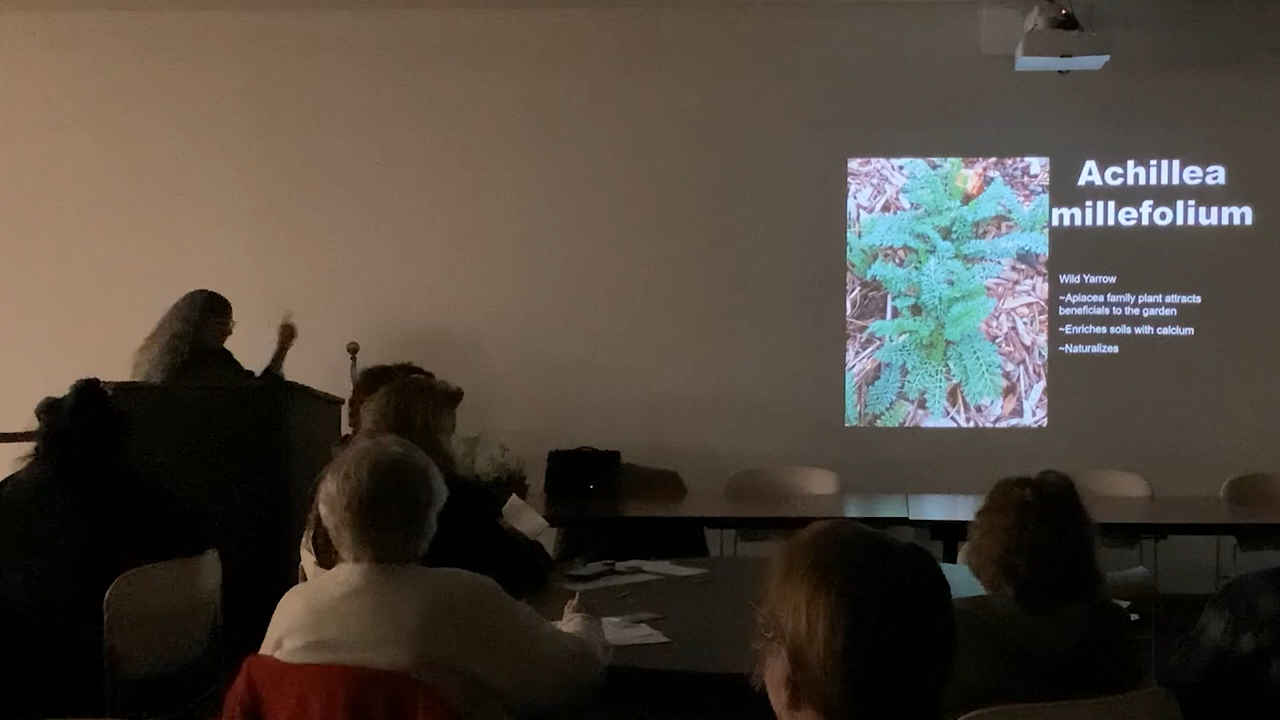 Achillea
millefolium
Wild Yarrow
~Apiacea family plant attracts
beneficials to the garden
~Enriches soils with calcium
~Naturalizes